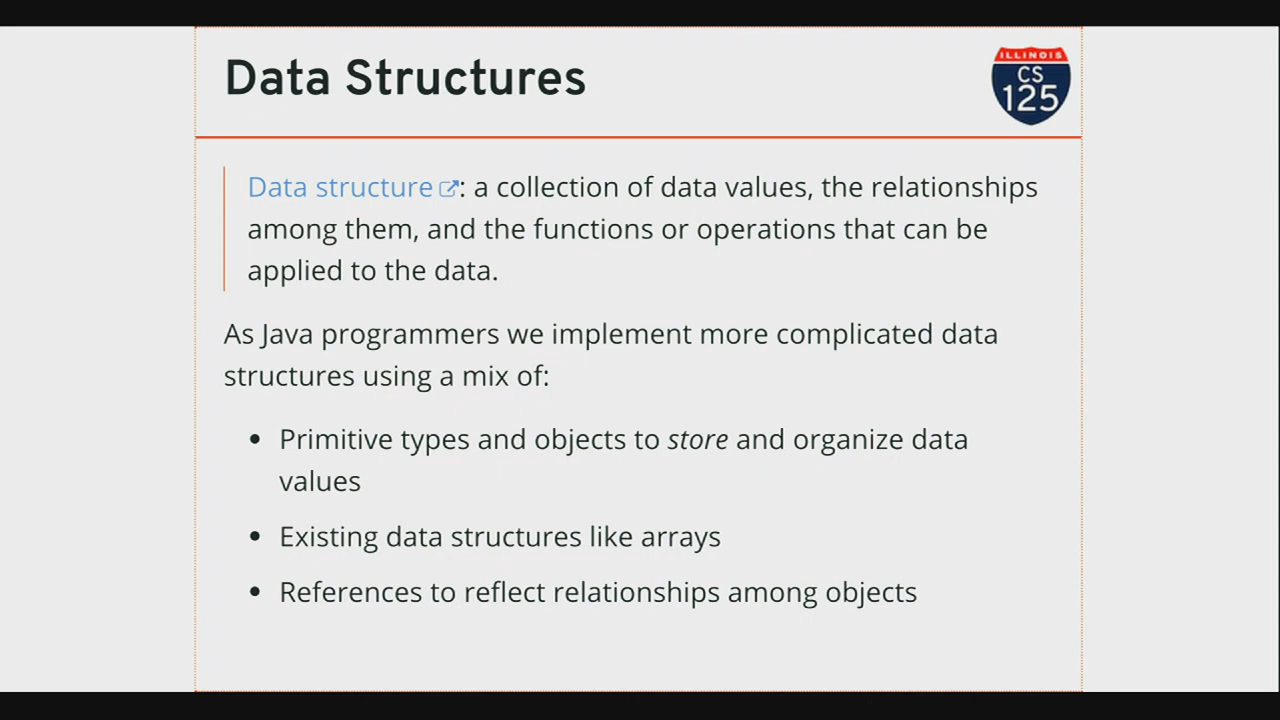 Data Structures
ILLINOIS
CS
125
Data structure: a collection of data values, the relationships
among them, and the functions or operations that can be
applied to the data.
As Java programmers we implement more complicated data
structures using a mix of:
• Primitive types and objects to store and organize data
values
• Existing data structures like arrays
• References to reflect relationships among objects